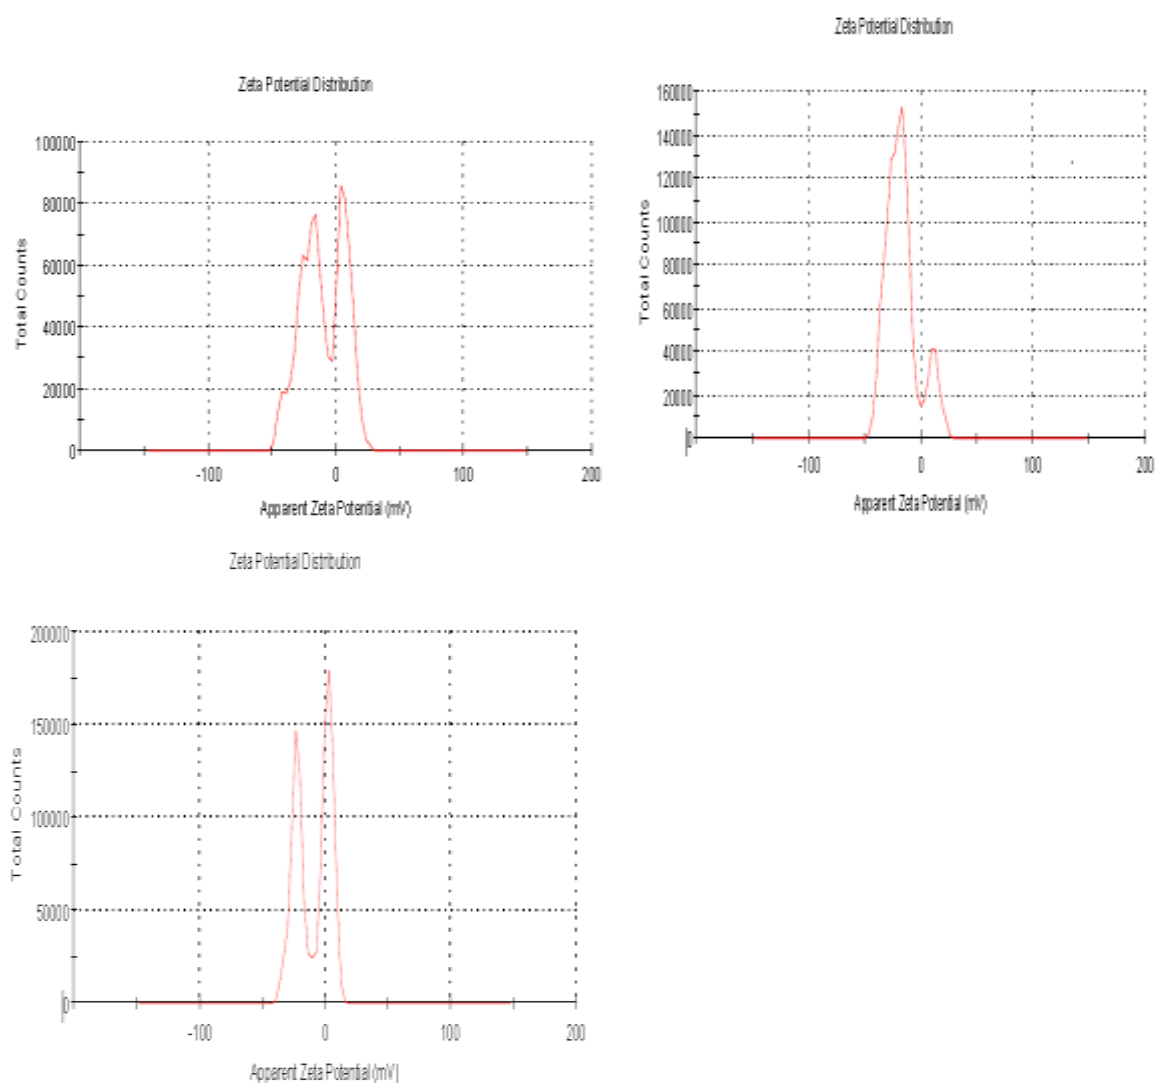 Zeta Potential Distribution
100000
80000
60000
40000
20000
0
Total Counts
-100 0 100 200
Apparent Zeta Potential (mV)
Zeta Potential Distribution
160000
140000
120000
100000
80000
60000
40000
20000
0
Total Counts
-100 0 100 200
Apparent Zeta Potential (mV)
Zeta Potential Distribution
200000
150000
100000
50000
0
Total Counts
-100 0 100 200
Apparent Zeta Potential (mV)